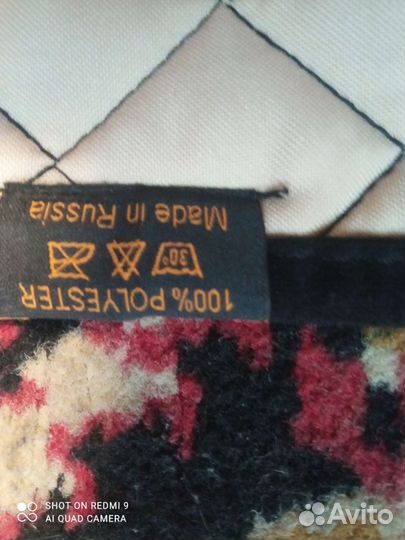 100% POLYESTER
30°
Made in Russia
SHOT ON REDMI 9
AI QUAD CAMERA
Avito